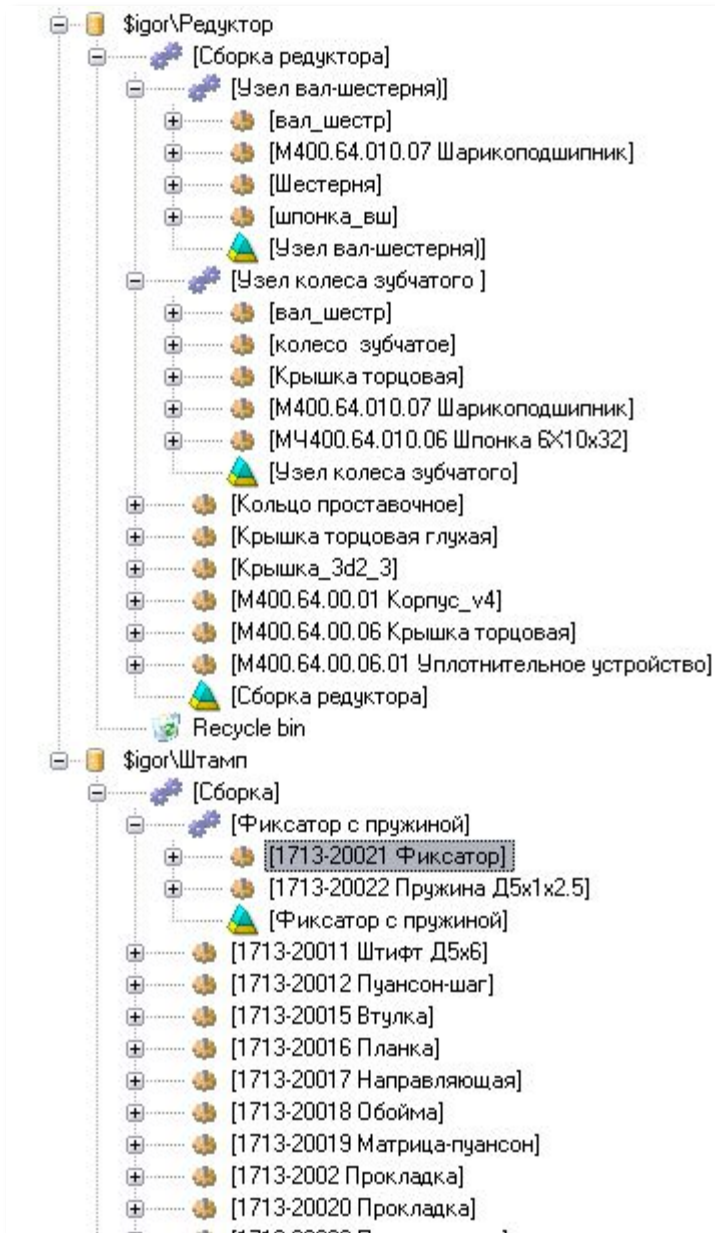 $igor\Редуктор
[Сборка редуктора]
[Узел вал-шестерня)]
[вал_шестр]
[М400.64.010.07 Шарикоподшипник]
[Шестерня]
[шпонка_вш]
[Узел вал-шестерня)]
[Узел колеса зубчатого ]
[вал_шестр]
[колесо  зубчатое]
[Крышка торцовая]
[М400.64.010.07 Шарикоподшипник]
[МЧ400.64.010.06 Шпонка 6Х10х32]
[Узел колеса зубчатого]
[Кольцо проставочное]
[Крышка торцовая глухая]
[Крышка_3d2_3]
[М400.64.00.01 Корпус_v4]
[М400.64.00.06 Крышка торцовая]
[М400.64.00.06.01 Уплотнительное устройство]
[Сборка редуктора]
Recycle bin
$igor\Штамп
[Сборка]
[Фиксатор с пружиной]
[1713-20021 Фиксатор]
[1713-20022 Пружина Д5х1х2.5]
[Фиксатор с пружиной]
[1713-20011 Штифт Д5х6]
[1713-20012 Пуансон-шаг]
[1713-20015 Втулка]
[1713-20016 Планка]
[1713-20017 Направляющая]
[1713-20018 Обойма]
[1713-20019 Матрица-пуансон]
[1713-2002 Прокладка]
[1713-20020 Прокладка]